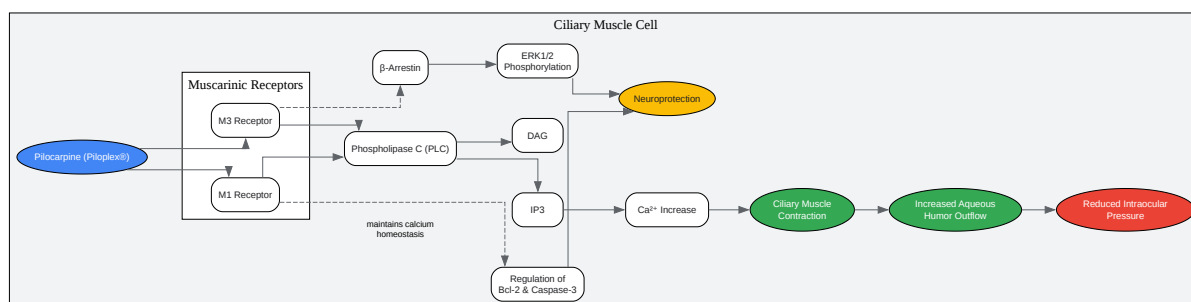 Ciliary Muscle Cell
Muscarinic Receptors
Pilocarpine (Piloplex®)
M3 Receptor
M1 Receptor
β-Arrestin
ERK1/2
Phosphorylation
Neuroprotection
Phospholipase C (PLC)
DAG
IP3
Ca²⁺ Increase
Ciliary Muscle
Contraction
Increased Aqueous
Humor Outflow
Reduced Intraocular
Pressure
maintains calcium
homeostasis
Regulation of
Bcl-2 & Caspase-3